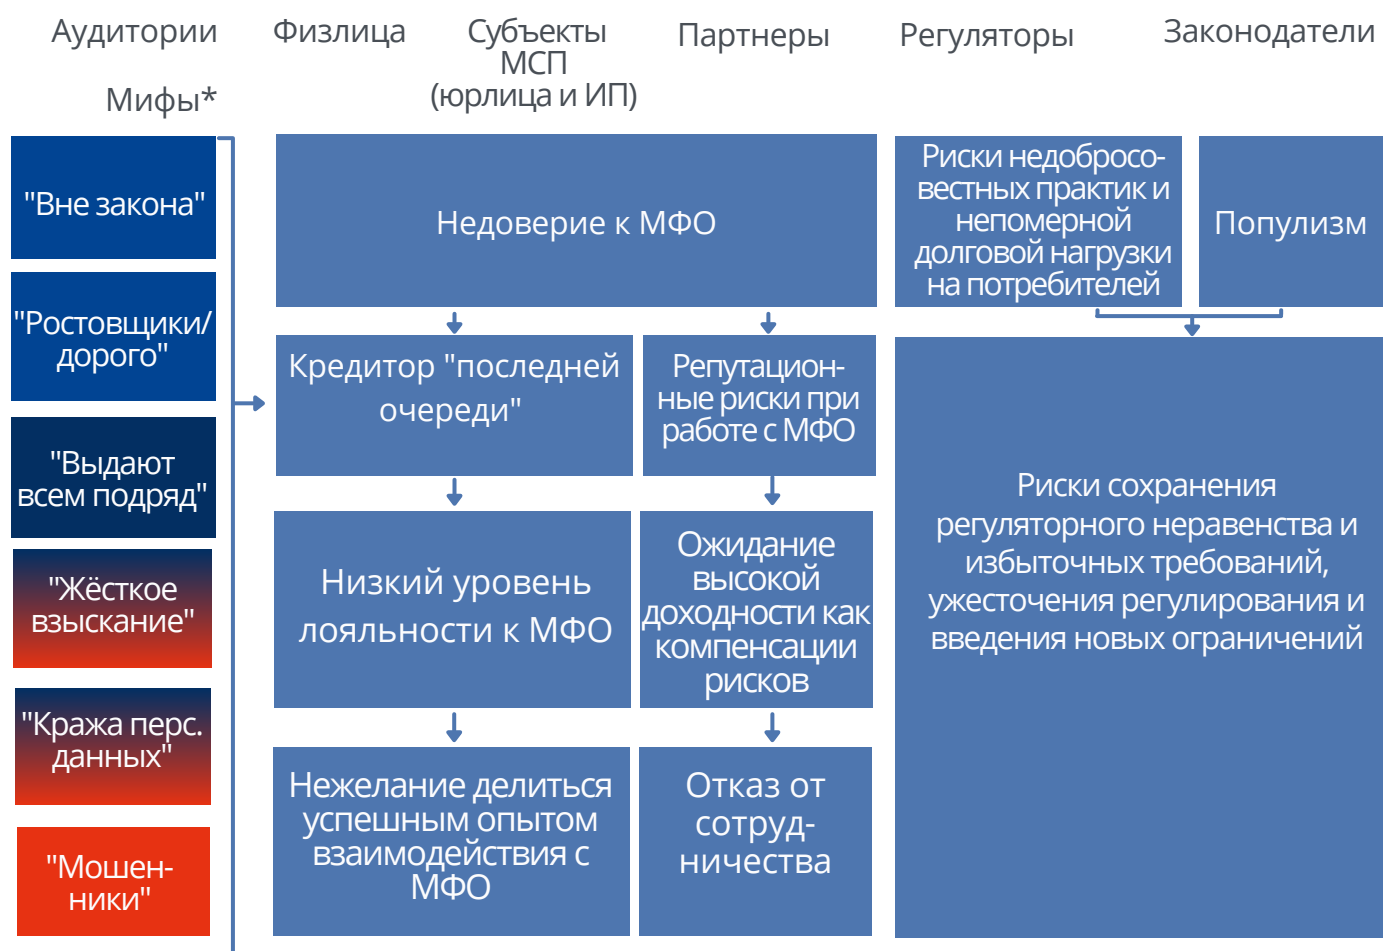 Аудитории
Физлица
Субъекты
МСП
(юрлица и ИП)
Партнеры
Регуляторы
Законодатели
Мифы*
"Вне закона"
"Ростовщики/
дорого"
"Выдают
всем подряд"
"Жёсткое
взыскание"
"Кража перс.
данных"
"Мошен-
ники"
Недоверие к МФО
Риски недобросо-
вестных практик и
непомерной
долговой нагрузки
на потребителей
Популизм
Кредитор "последней
очереди"
Репутацион-
ные риски при
работе с МФО
Низкий уровень
лояльности к МФО
Ожидание
высокой
доходности как
компенсации
рисков
Нежелание делиться
успешным опытом
взаимодействия с
МФО
Отказ от
сотруд-
ничества
Риски сохранения
регуляторного неравенства и
избыточных требований,
ужесточения регулирования и
введения новых ограничений